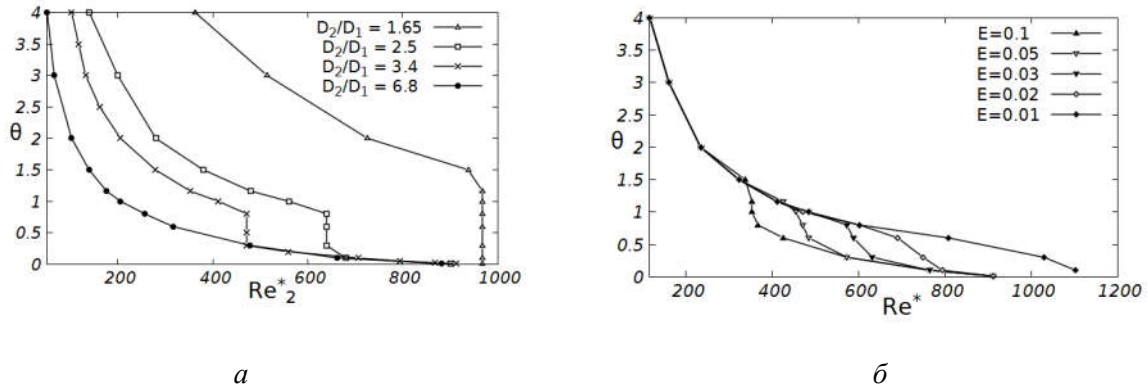 4
3.5
3
2.5
θ 2
1.5
1
0.5
0
D₂/D₁ = 1.65
D₂/D₁ = 2.5
D₂/D₁ = 3.4
D₂/D₁ = 6.8
200 400 600 800 1000
Re*₂
а
4
3.5
3
2.5
θ 2
1.5
1
0.5
0
E=0.1
E=0.05
E=0.03
E=0.02
E=0.01
200 400 600 800 1000 1200
Re*
б